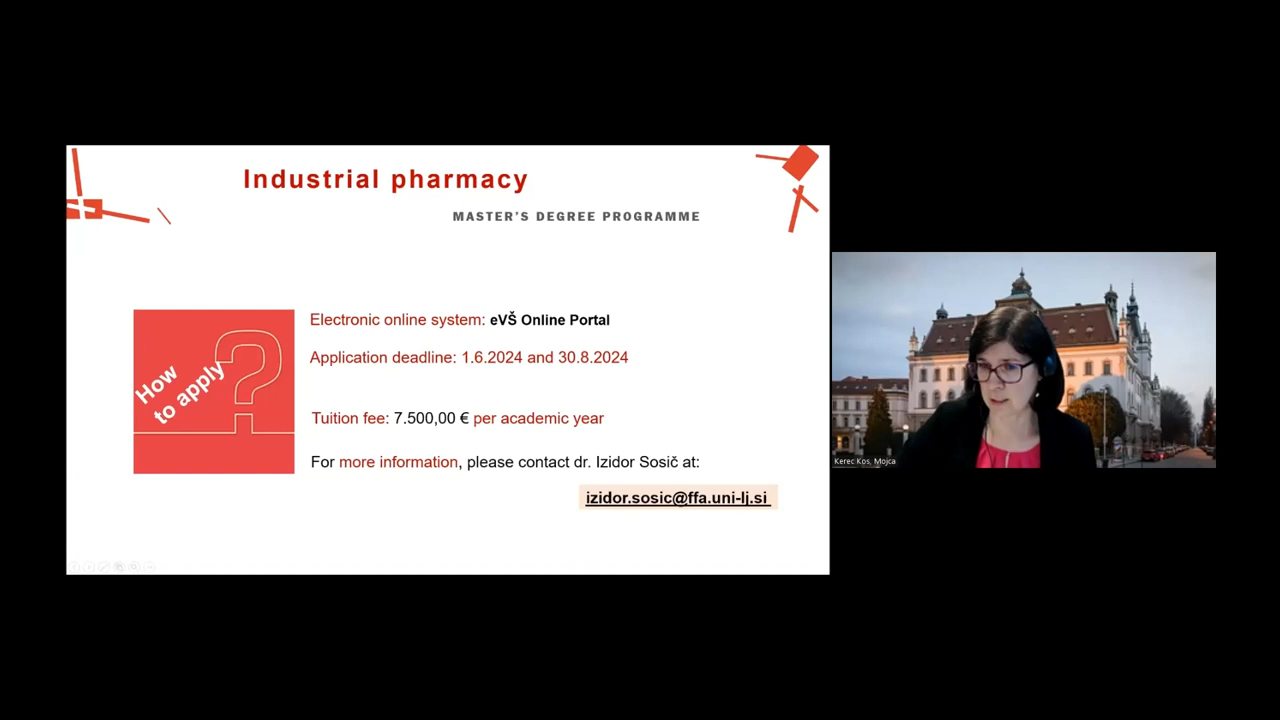 Industrial pharmacy
MASTER'S DEGREE PROGRAMME
How
to apply
Electronic online system: eVŠ Online Portal
Application deadline: 1.6.2024 and 30.8.2024
Tuition fee: 7.500,00 € per academic year
For more information, please contact dr. Izidor Sosič at:
izidor.sosic@ffa.uni-lj.si
Kerec Kos, Mojca